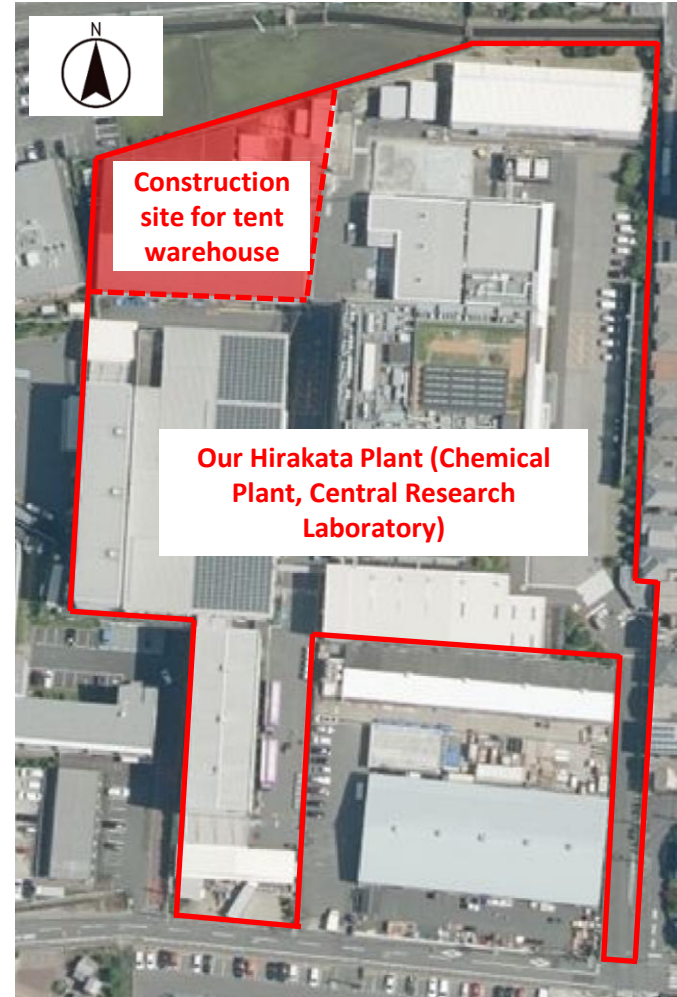 N
Construction
site for tent
warehouse
Our Hirakata Plant (Chemical
Plant, Central Research
Laboratory)